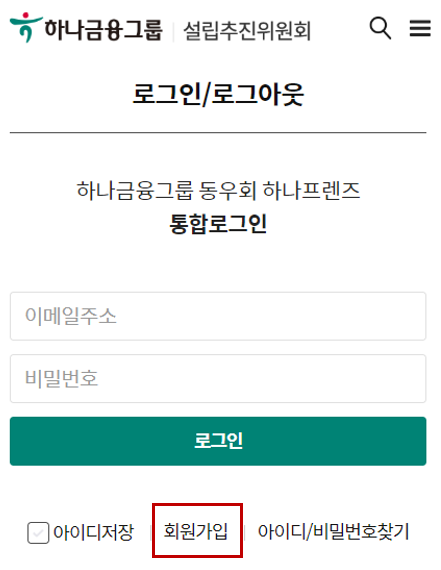 하나금융그룹 설립추진위원회
로그인/로그아웃
하나금융그룹 동우회 하나프렌즈
통합로그인
이메일주소
비밀번호
로그인
아이디저장 회원가입 아이디/비밀번호찾기